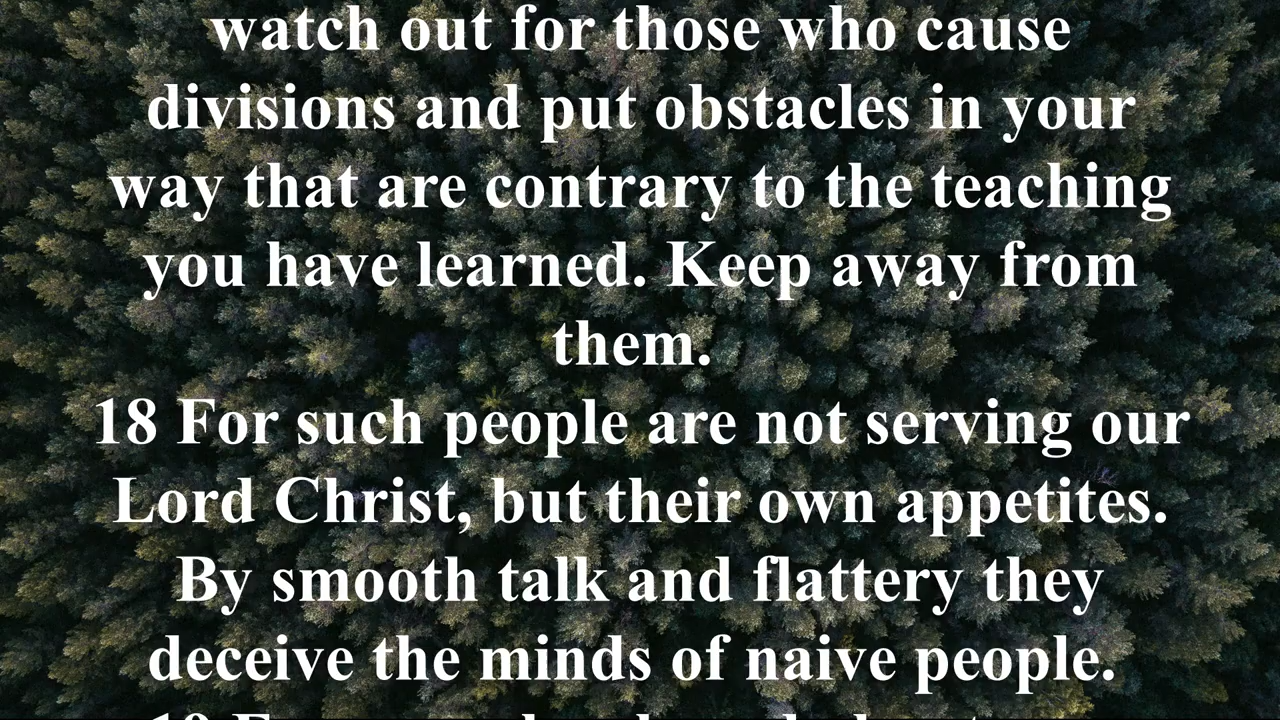 watch out for those who cause
divisions and put obstacles in your
way that are contrary to the teaching
you have learned. Keep away from
them.
18 For such people are not serving our
Lord Christ, but their own appetites.
By smooth talk and flattery they
deceive the minds of naive people.